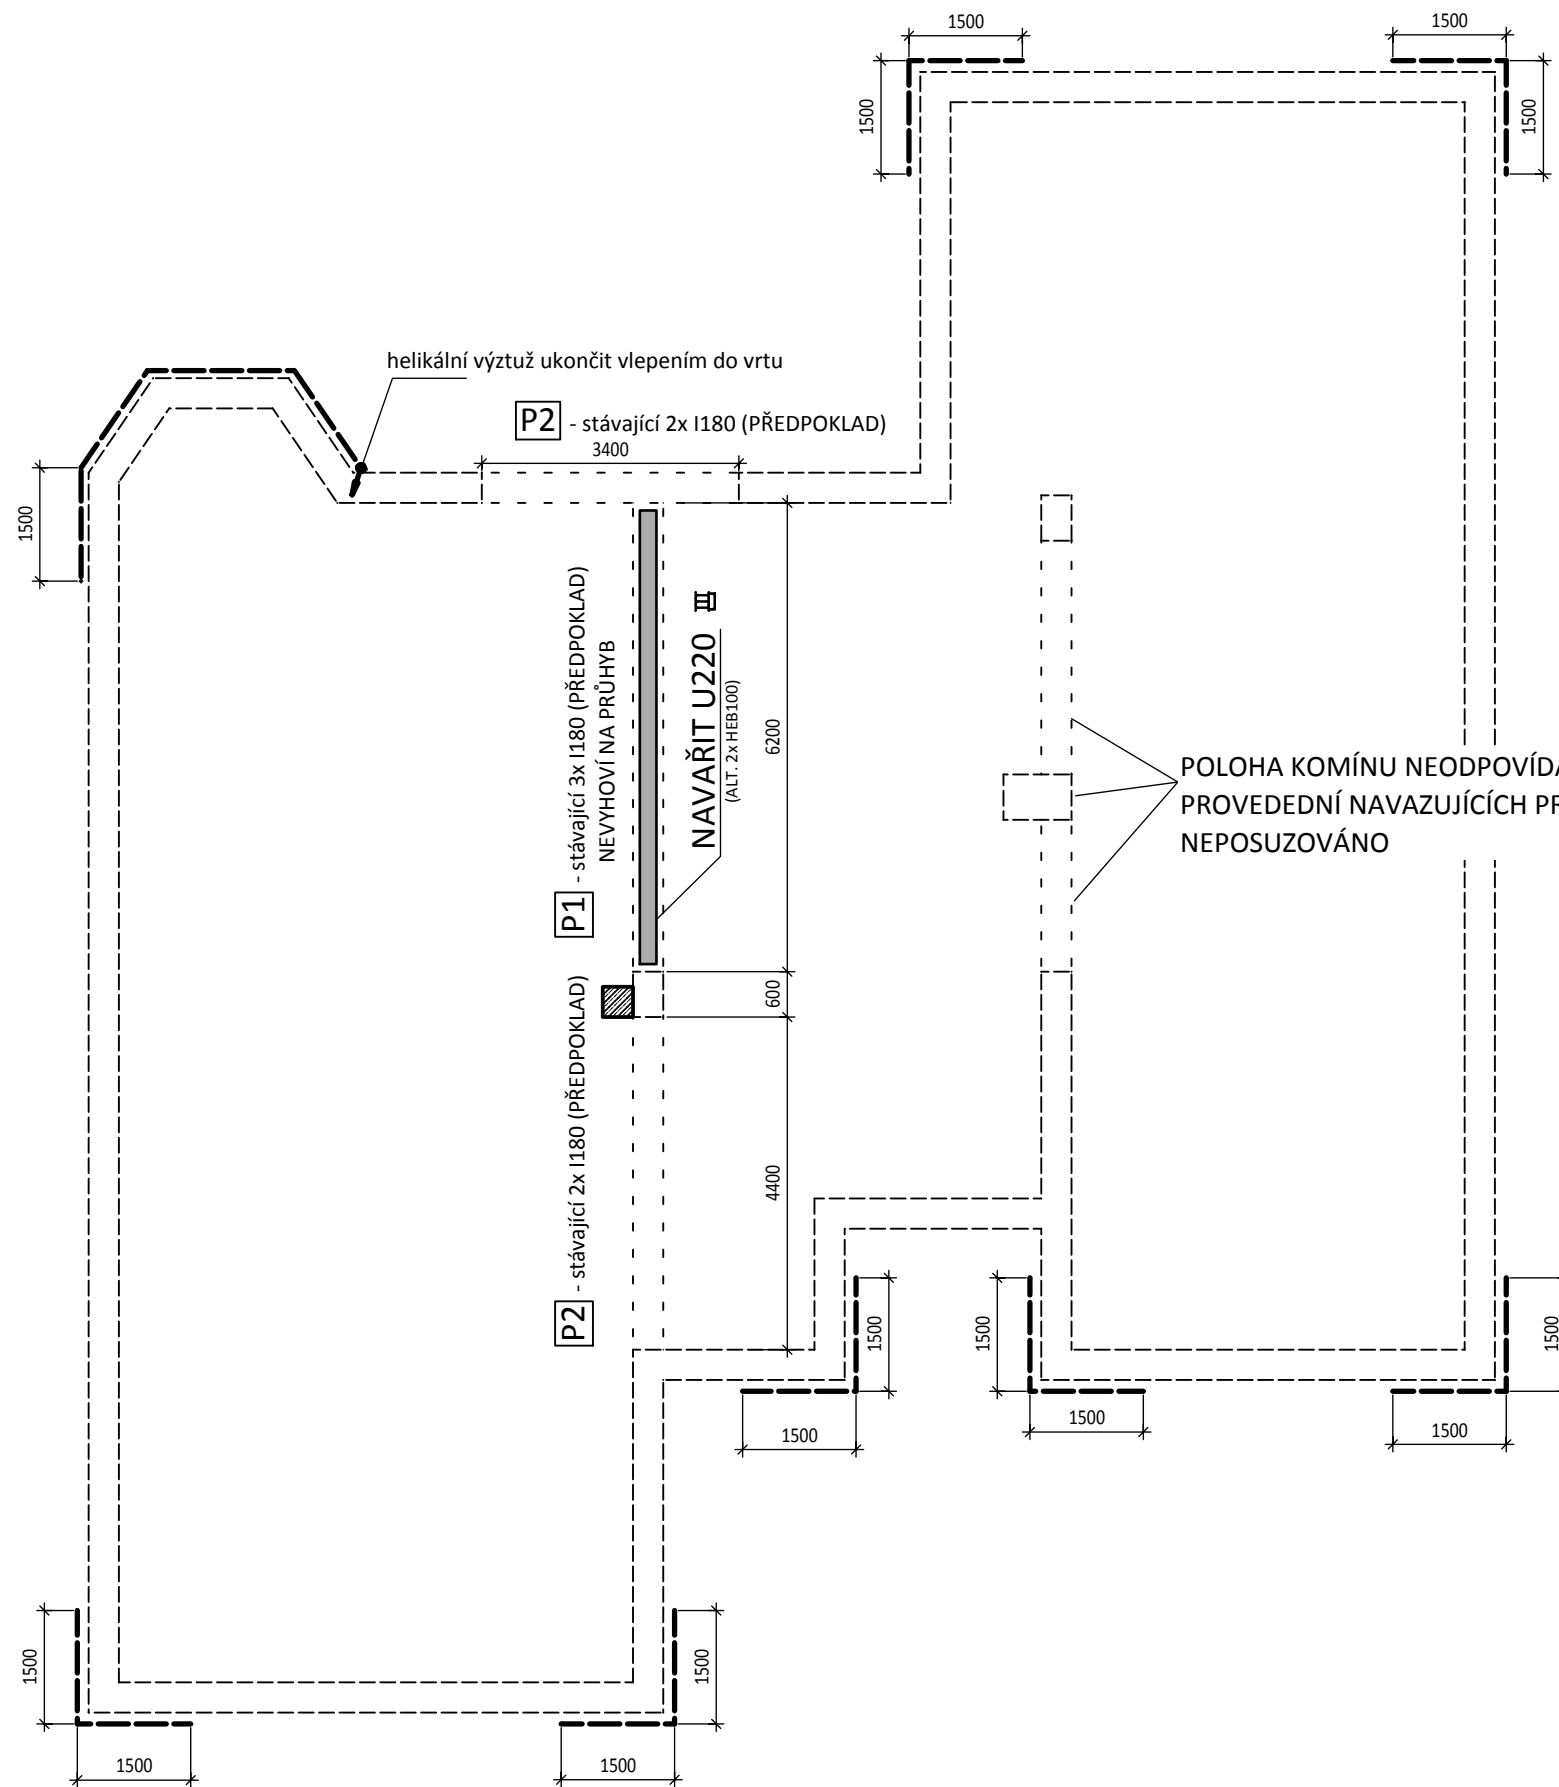 1500
1500
1500
1500
helikální výztuž ukončit vlepením do vrtu
P2 - stávající 2x I180 (PŘEDPOKLAD)
3400
1500
P1 - stávající 3x I180 (PŘEDPOKLAD)
NEVYHOVÍ NA PRŮHYB
NAVAŘIT U220
(ALT. 2x HEB100)
6200
POLOHA KOMÍNU NEODPOVÍDÁ
PROVEDEDNÍ NAVAZUJÍCÍCH PR
NEPOSUZOVÁNO
600
P2 - stávající 2x I180 (PŘEDPOKLAD)
4400
1500
1500
1500
1500
1500
1500
1500
1500
1500
1500